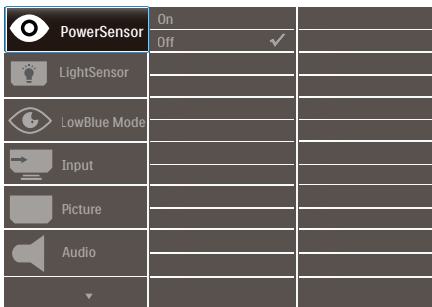 PowerSensor
On
Off
LightSensor
LowBlue Mode
Input
Picture
Audio